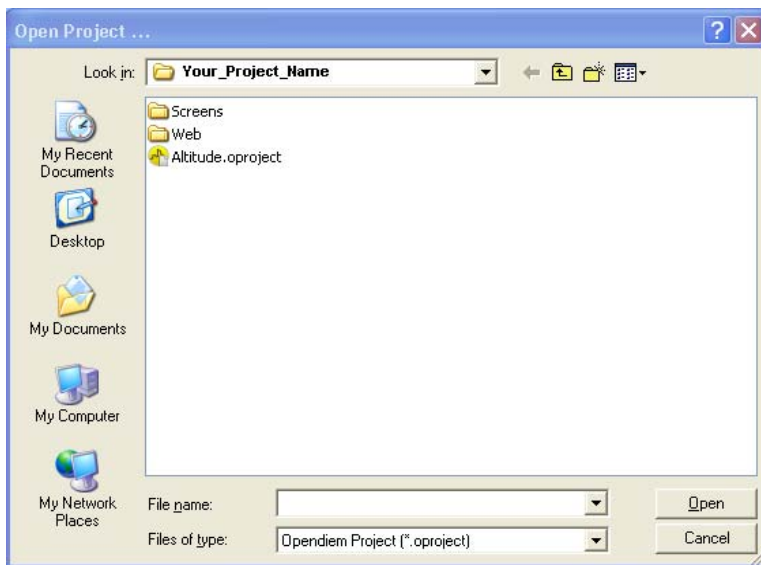 Open Project ...
Look in: Your_Project_Name
My Recent Documents
Desktop
My Documents
My Computer
My Network Places
Screens
Web
Altitude.oproject
File name:
Open
Files of type: Opendiem Project (*.oproject)
Cancel